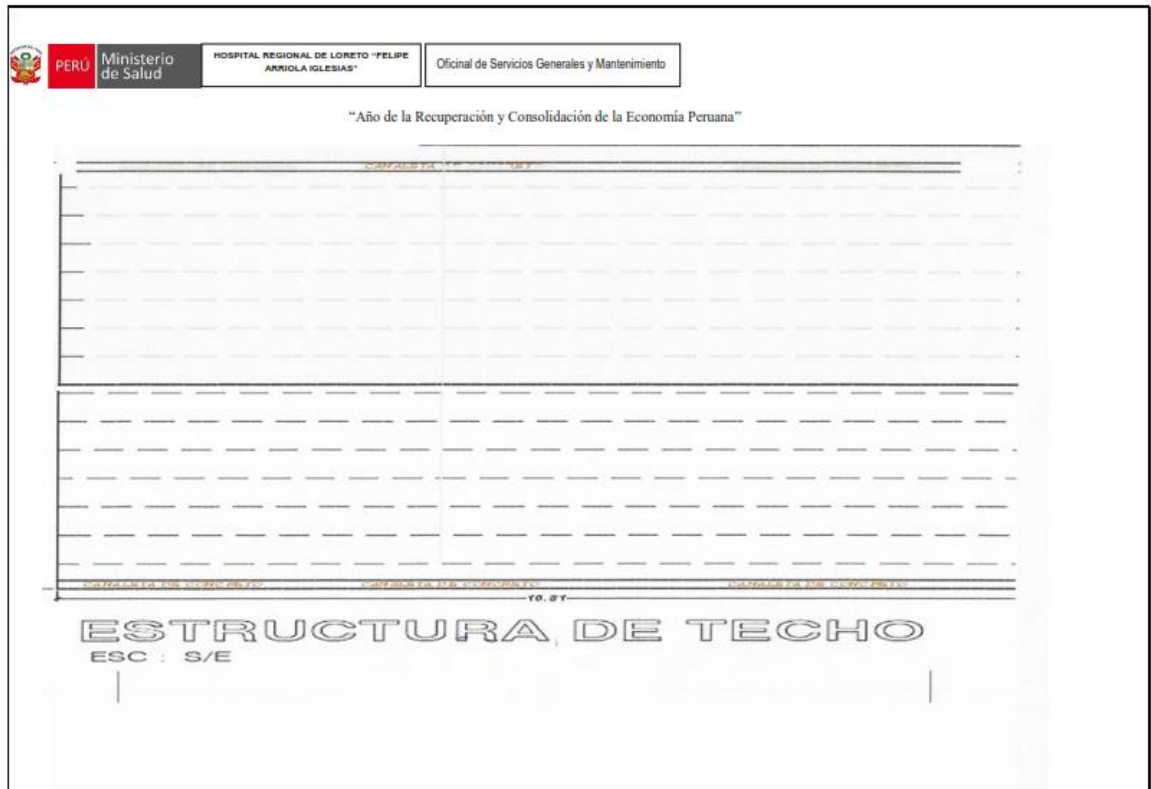 PERÚ
Ministerio
de Salud
HOSPITAL REGIONAL DE LORETO “FELIPE
ARRIOLA IGLESIAS”
Oficinal de Servicios Generales y Mantenimiento
“Año de la Recuperación y Consolidación de la Economía Peruana”
CANALETA
CANALETA DE CONCRETO CANALETA DE CONCRETO CANALETA DE CONCRETO
ESTRUCTURA DE TECHO
ESC : S/E